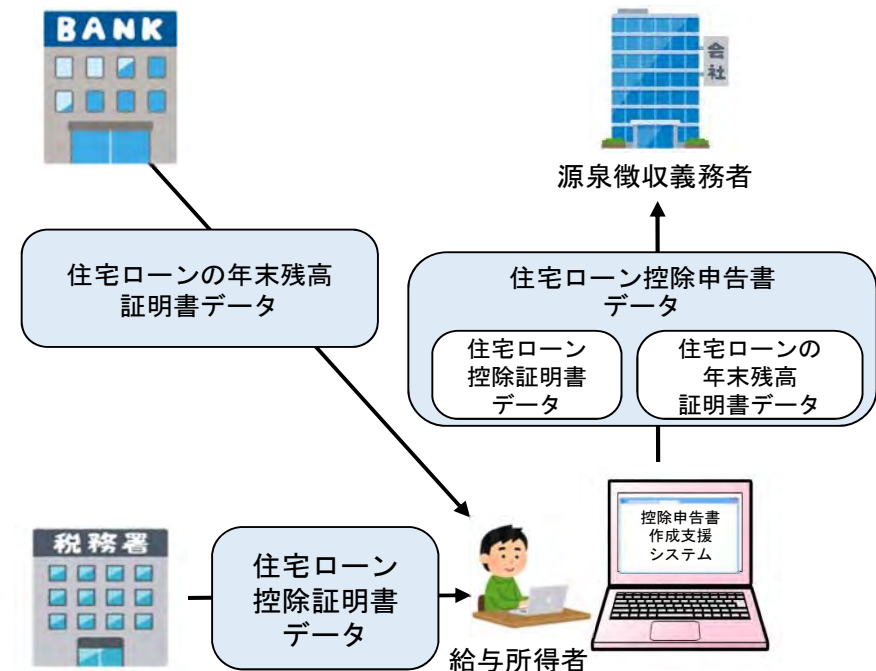 BANK
会社
源泉徴収義務者
住宅ローンの年末残高
証明書データ
住宅ローン控除申告書
データ
住宅ローン
控除証明書
データ
住宅ローンの
年末残高
証明書データ
税務署
住宅ローン
控除証明書
データ
控除申告書
作成支援
システム
給与所得者